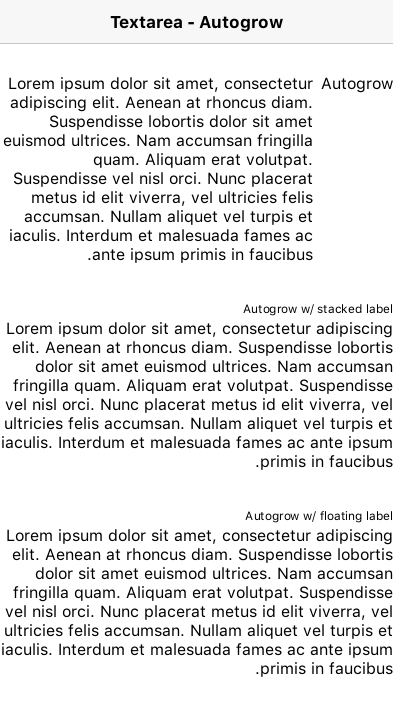 Textarea - Autogrow
Autogrow
Lorem ipsum dolor sit amet, consectetur
adipiscing elit. Aenean at rhoncus diam.
Suspendisse lobortis dolor sit amet
euismod ultrices. Nam accumsan fringilla
quam. Aliquam erat volutpat.
Suspendisse vel nisl orci. Nunc placerat
metus id elit viverra, vel ultricies felis
accumsan. Nullam aliquet vel turpis et
iaculis. Interdum et malesuada fames ac
.ante ipsum primis in faucibus
Autogrow w/ stacked label
Lorem ipsum dolor sit amet, consectetur adipiscing
elit. Aenean at rhoncus diam. Suspendisse lobortis
dolor sit amet euismod ultrices. Nam accumsan
fringilla quam. Aliquam erat volutpat. Suspendisse
vel nisl orci. Nunc placerat metus id elit viverra, vel
ultricies felis accumsan. Nullam aliquet vel turpis et
iaculis. Interdum et malesuada fames ac ante ipsum
.primis in faucibus
Autogrow w/ floating label
Lorem ipsum dolor sit amet, consectetur adipiscing
elit. Aenean at rhoncus diam. Suspendisse lobortis
dolor sit amet euismod ultrices. Nam accumsan
fringilla quam. Aliquam erat volutpat. Suspendisse
vel nisl orci. Nunc placerat metus id elit viverra, vel
ultricies felis accumsan. Nullam aliquet vel turpis et
iaculis. Interdum et malesuada fames ac ante ipsum
.primis in faucibus